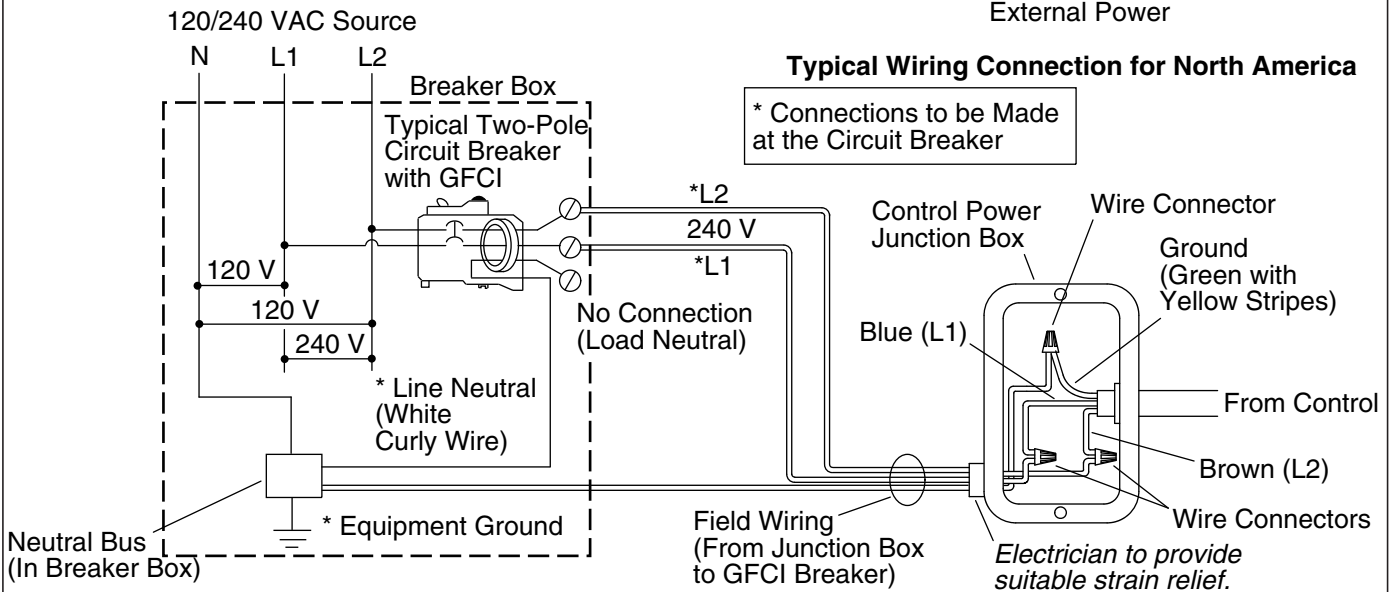 120/240 VAC Source
N L1 L2
External Power
Typical Wiring Connection for North America
* Connections to be Made
at the Circuit Breaker
Breaker Box
Typical Two-Pole
Circuit Breaker
with GFCI
*L2
240 V
*L1
No Connection
(Load Neutral)
120 V
120 V
240 V
* Line Neutral
(White
Curly Wire)
* Equipment Ground
Neutral Bus
(In Breaker Box)
Control Power
Junction Box
Wire Connector
Ground
(Green with
Yellow Stripes)
Blue (L1)
From Control
Brown (L2)
Wire Connectors
Field Wiring
(From Junction Box
to GFCI Breaker)
Electrician to provide
suitable strain relief.